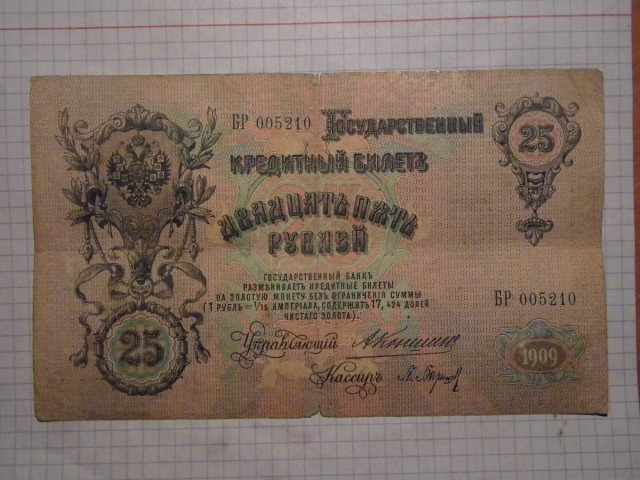 БР 005210 Государственный
Кредитный Билетъ
Двадцать пять
рублей
25
ГОСУДАРСТВЕННЫЙ БАНКЪ
РАЗМѢНИВАЕТЪ КРЕДИТНЫЕ БИЛЕТЫ
НА ЗОЛОТУЮ МОНЕТУ БЕЗЪ ОГРАНИЧЕНІЯ СУММЫ
(1 РУБЛЬ = 1/15 ИМПЕРІАЛА, СОДЕРЖИТЪ 17,424 ДОЛЕЙ
ЧИСТАГО ЗОЛОТА).
БР 005210
25
Управляющій
Кассиръ
1909